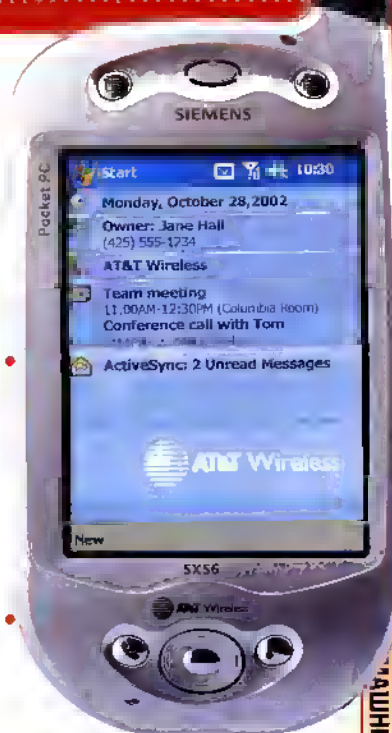 SIEMENS
Pocket PC
Start 10:30
Monday, October 28, 2002
Owner: Jane Hall
(425) 555-1234
AT&T Wireless
Team meeting
11:00AM-12:30PM (Columbia Room)
Conference call with Tom
ActiveSync: 2 Unread Messages
AT&T Wireless
New
SX56
AT&T Wireless